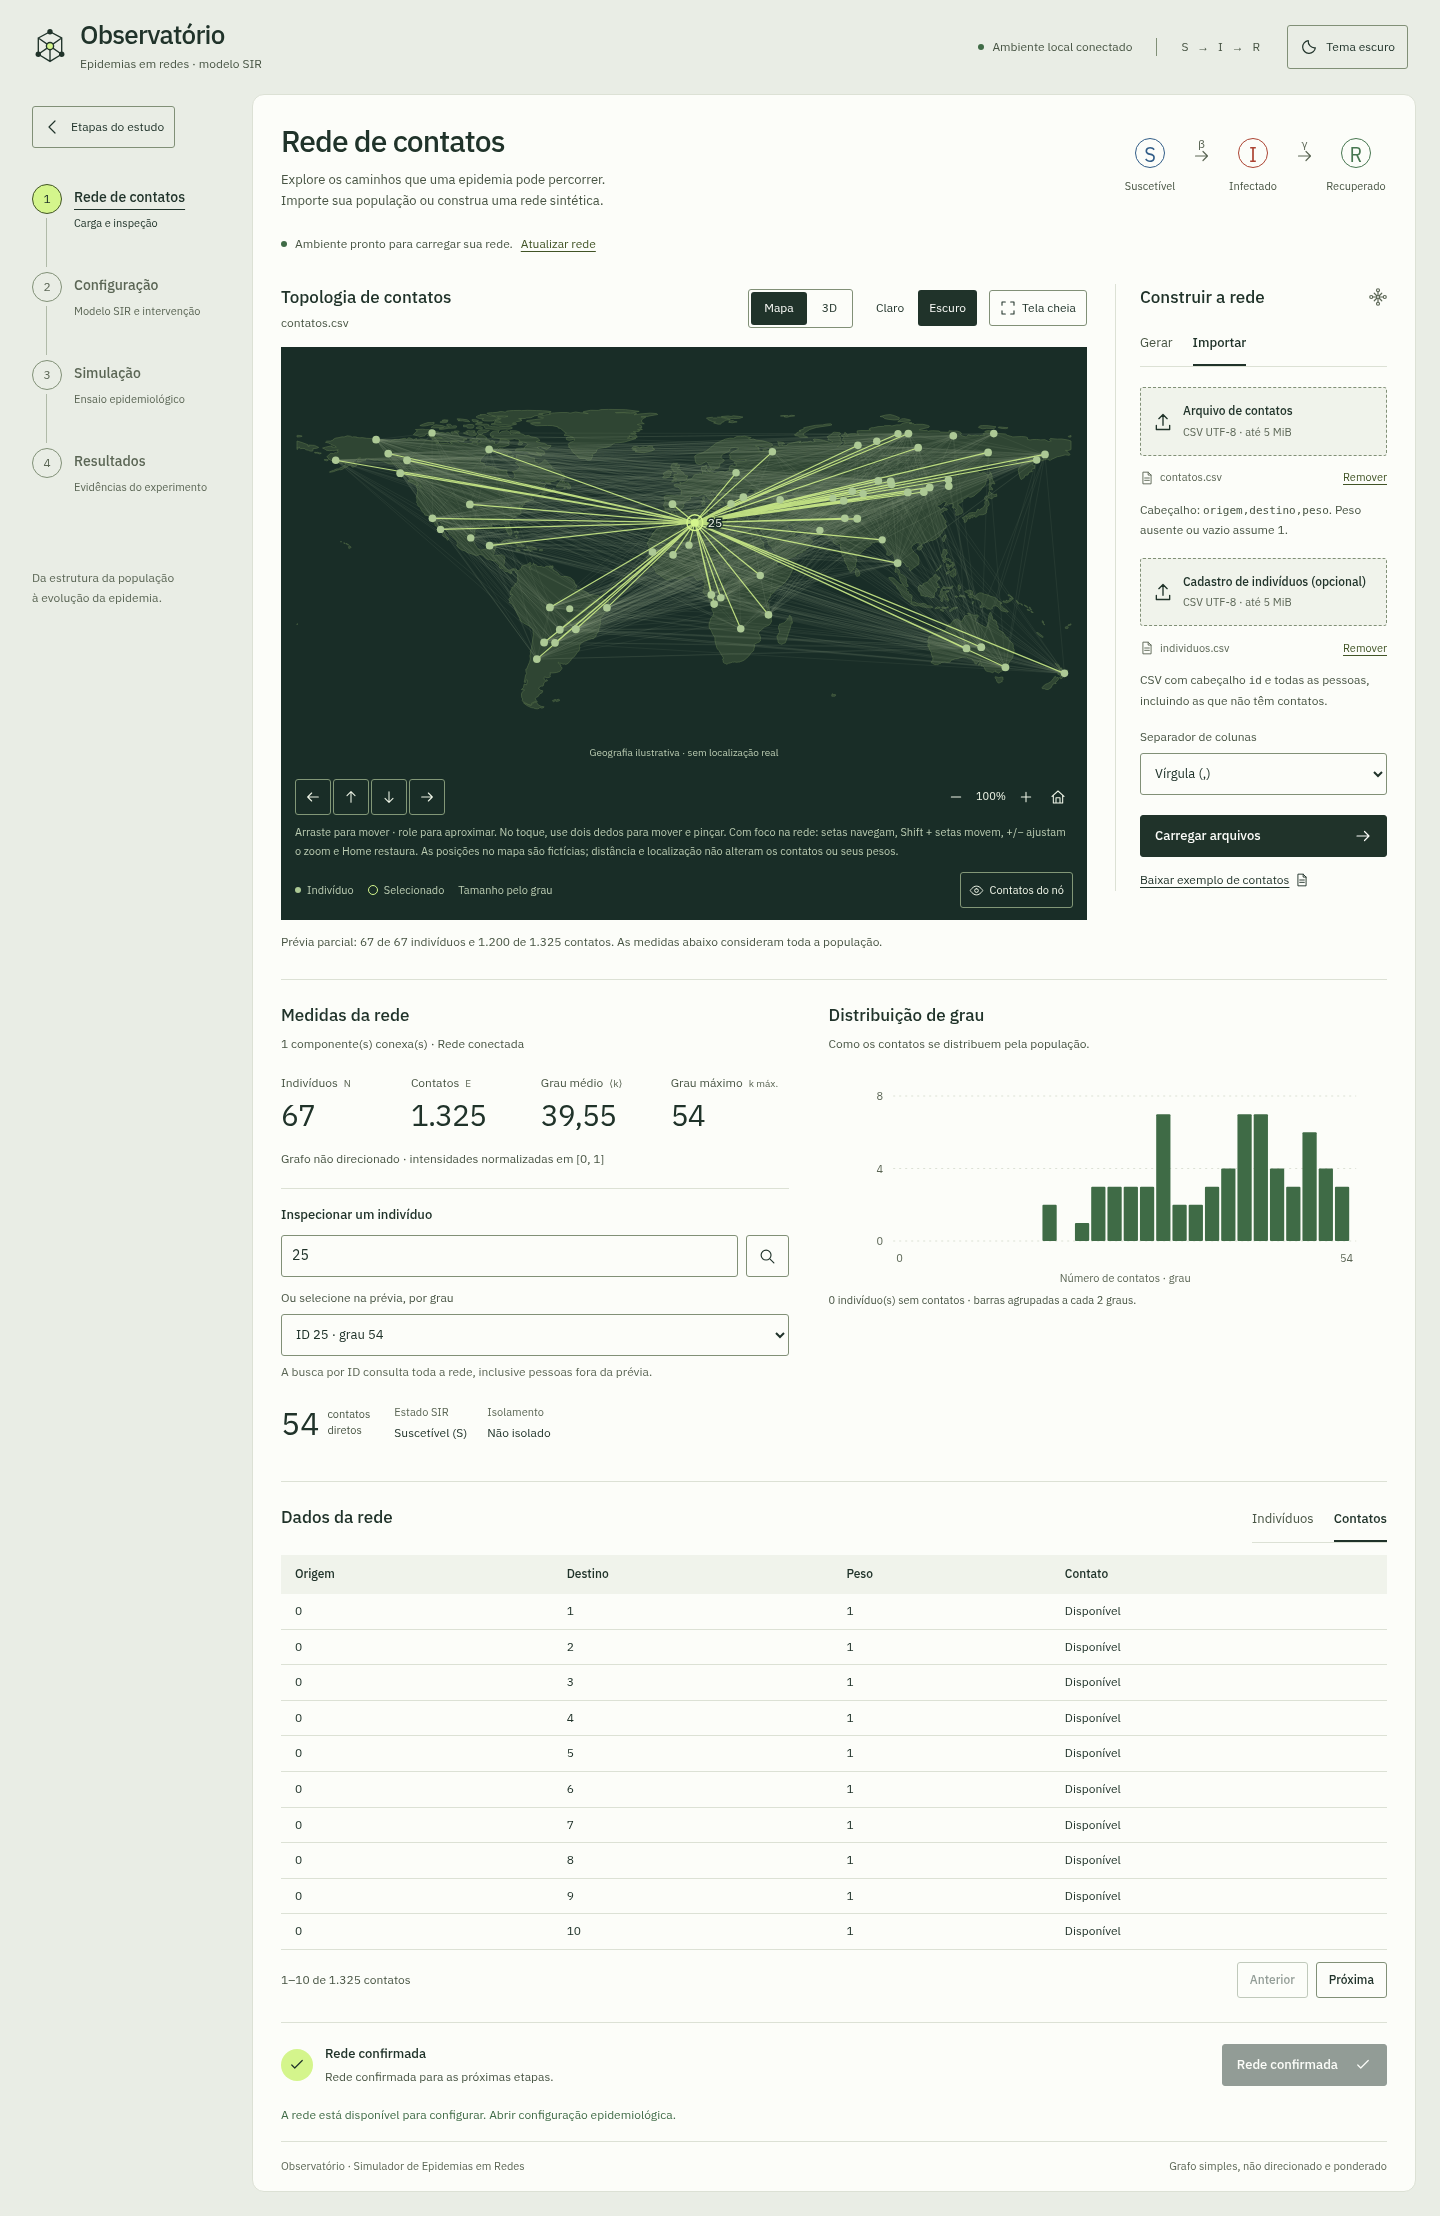 Observatório
Epidemias em redes · modelo SIR
Ambiente local conectado
S → I → R
Tema escuro
Etapas do estudo
1
Rede de contatos
Carga e inspeção
2
Configuração
Modelo SIR e intervenção
3
Simulação
Ensaio epidemiológico
4
Resultados
Evidências do experimento
Da estrutura da população
à evolução da epidemia.
Rede de contatos
Explore os caminhos que uma epidemia pode percorrer.
Importe sua população ou construa uma rede sintética.
S β → I γ → R
Suscetível Infectado Recuperado
Ambiente pronto para carregar sua rede. Atualizar rede
Topologia de contatos
contatos.csv
Mapa 3D Claro Escuro Tela cheia
25
Geografia ilustrativa · sem localização real
← ↑ ↓ → − 100% +
Arraste para mover · role para aproximar. No toque, use dois dedos para mover e pinçar. Com foco na rede: setas navegam, Shift + setas movem, +/− ajustam
o zoom e Home restaura. As posições no mapa são fictícias; distância e localização não alteram os contatos ou seus pesos.
Indivíduo Selecionado Tamanho pelo grau
Contatos do nó
Prévia parcial: 67 de 67 indivíduos e 1.200 de 1.325 contatos. As medidas abaixo consideram toda a população.
Construir a rede
Gerar Importar
Arquivo de contatos
CSV UTF-8 · até 5 MiB
contatos.csv Remover
Cabeçalho: origem,destino,peso. Peso
ausente ou vazio assume 1.
Cadastro de indivíduos (opcional)
CSV UTF-8 · até 5 MiB
individuos.csv Remover
CSV com cabeçalho id e todas as pessoas,
incluindo as que não têm contatos.
Separador de colunas
Vírgula (,)
Carregar arquivos →
Baixar exemplo de contatos
Medidas da rede
1 componente(s) conexa(s) · Rede conectada
Indivíduos N Contatos E Grau médio ⟨k⟩ Grau máximo k máx.
67 1.325 39,55 54
Grafo não direcionado · intensidades normalizadas em [0, 1]
Inspecionar um indivíduo
25
Ou selecione na prévia, por grau
ID 25 · grau 54
A busca por ID consulta toda a rede, inclusive pessoas fora da prévia.
54 contatos
diretos
Estado SIR
Suscetível (S)
Isolamento
Não isolado
Distribuição de grau
Como os contatos se distribuem pela população.
8
4
0
0 54
Número de contatos · grau
0 indivíduo(s) sem contatos · barras agrupadas a cada 2 graus.
Dados da rede
Indivíduos Contatos
Origem Destino Peso Contato
0 1 1 Disponível
0 2 1 Disponível
0 3 1 Disponível
0 4 1 Disponível
0 5 1 Disponível
0 6 1 Disponível
0 7 1 Disponível
0 8 1 Disponível
0 9 1 Disponível
0 10 1 Disponível
1–10 de 1.325 contatos
Anterior Próxima
Rede confirmada
Rede confirmada para as próximas etapas.
Rede confirmada
A rede está disponível para configurar. Abrir configuração epidemiológica.
Observatório · Simulador de Epidemias em Redes
Grafo simples, não direcionado e ponderado